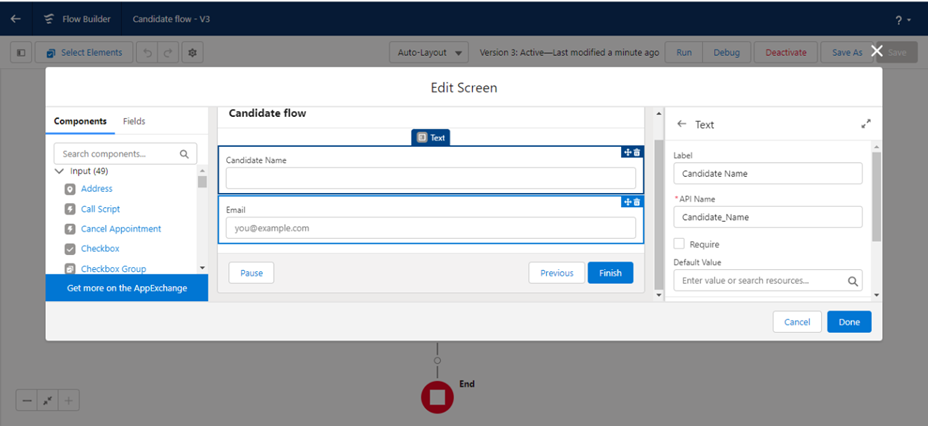 Flow Builder Candidate flow - V3 ?
Select Elements Auto-Layout Version 3: Active—Last modified a minute ago Run Debug Deactivate Save As Save
Edit Screen
Components Fields
Search components...
Input (49)
Address
Call Script
Cancel Appointment
Checkbox
Checkbox Group
Get more on the AppExchange
Candidate flow
Text
Candidate Name
Email
you@example.com
Pause Previous Finish
Text
Label
Candidate Name
* API Name
Candidate_Name
Require
Default Value
Enter value or search resources...
Cancel Done
End